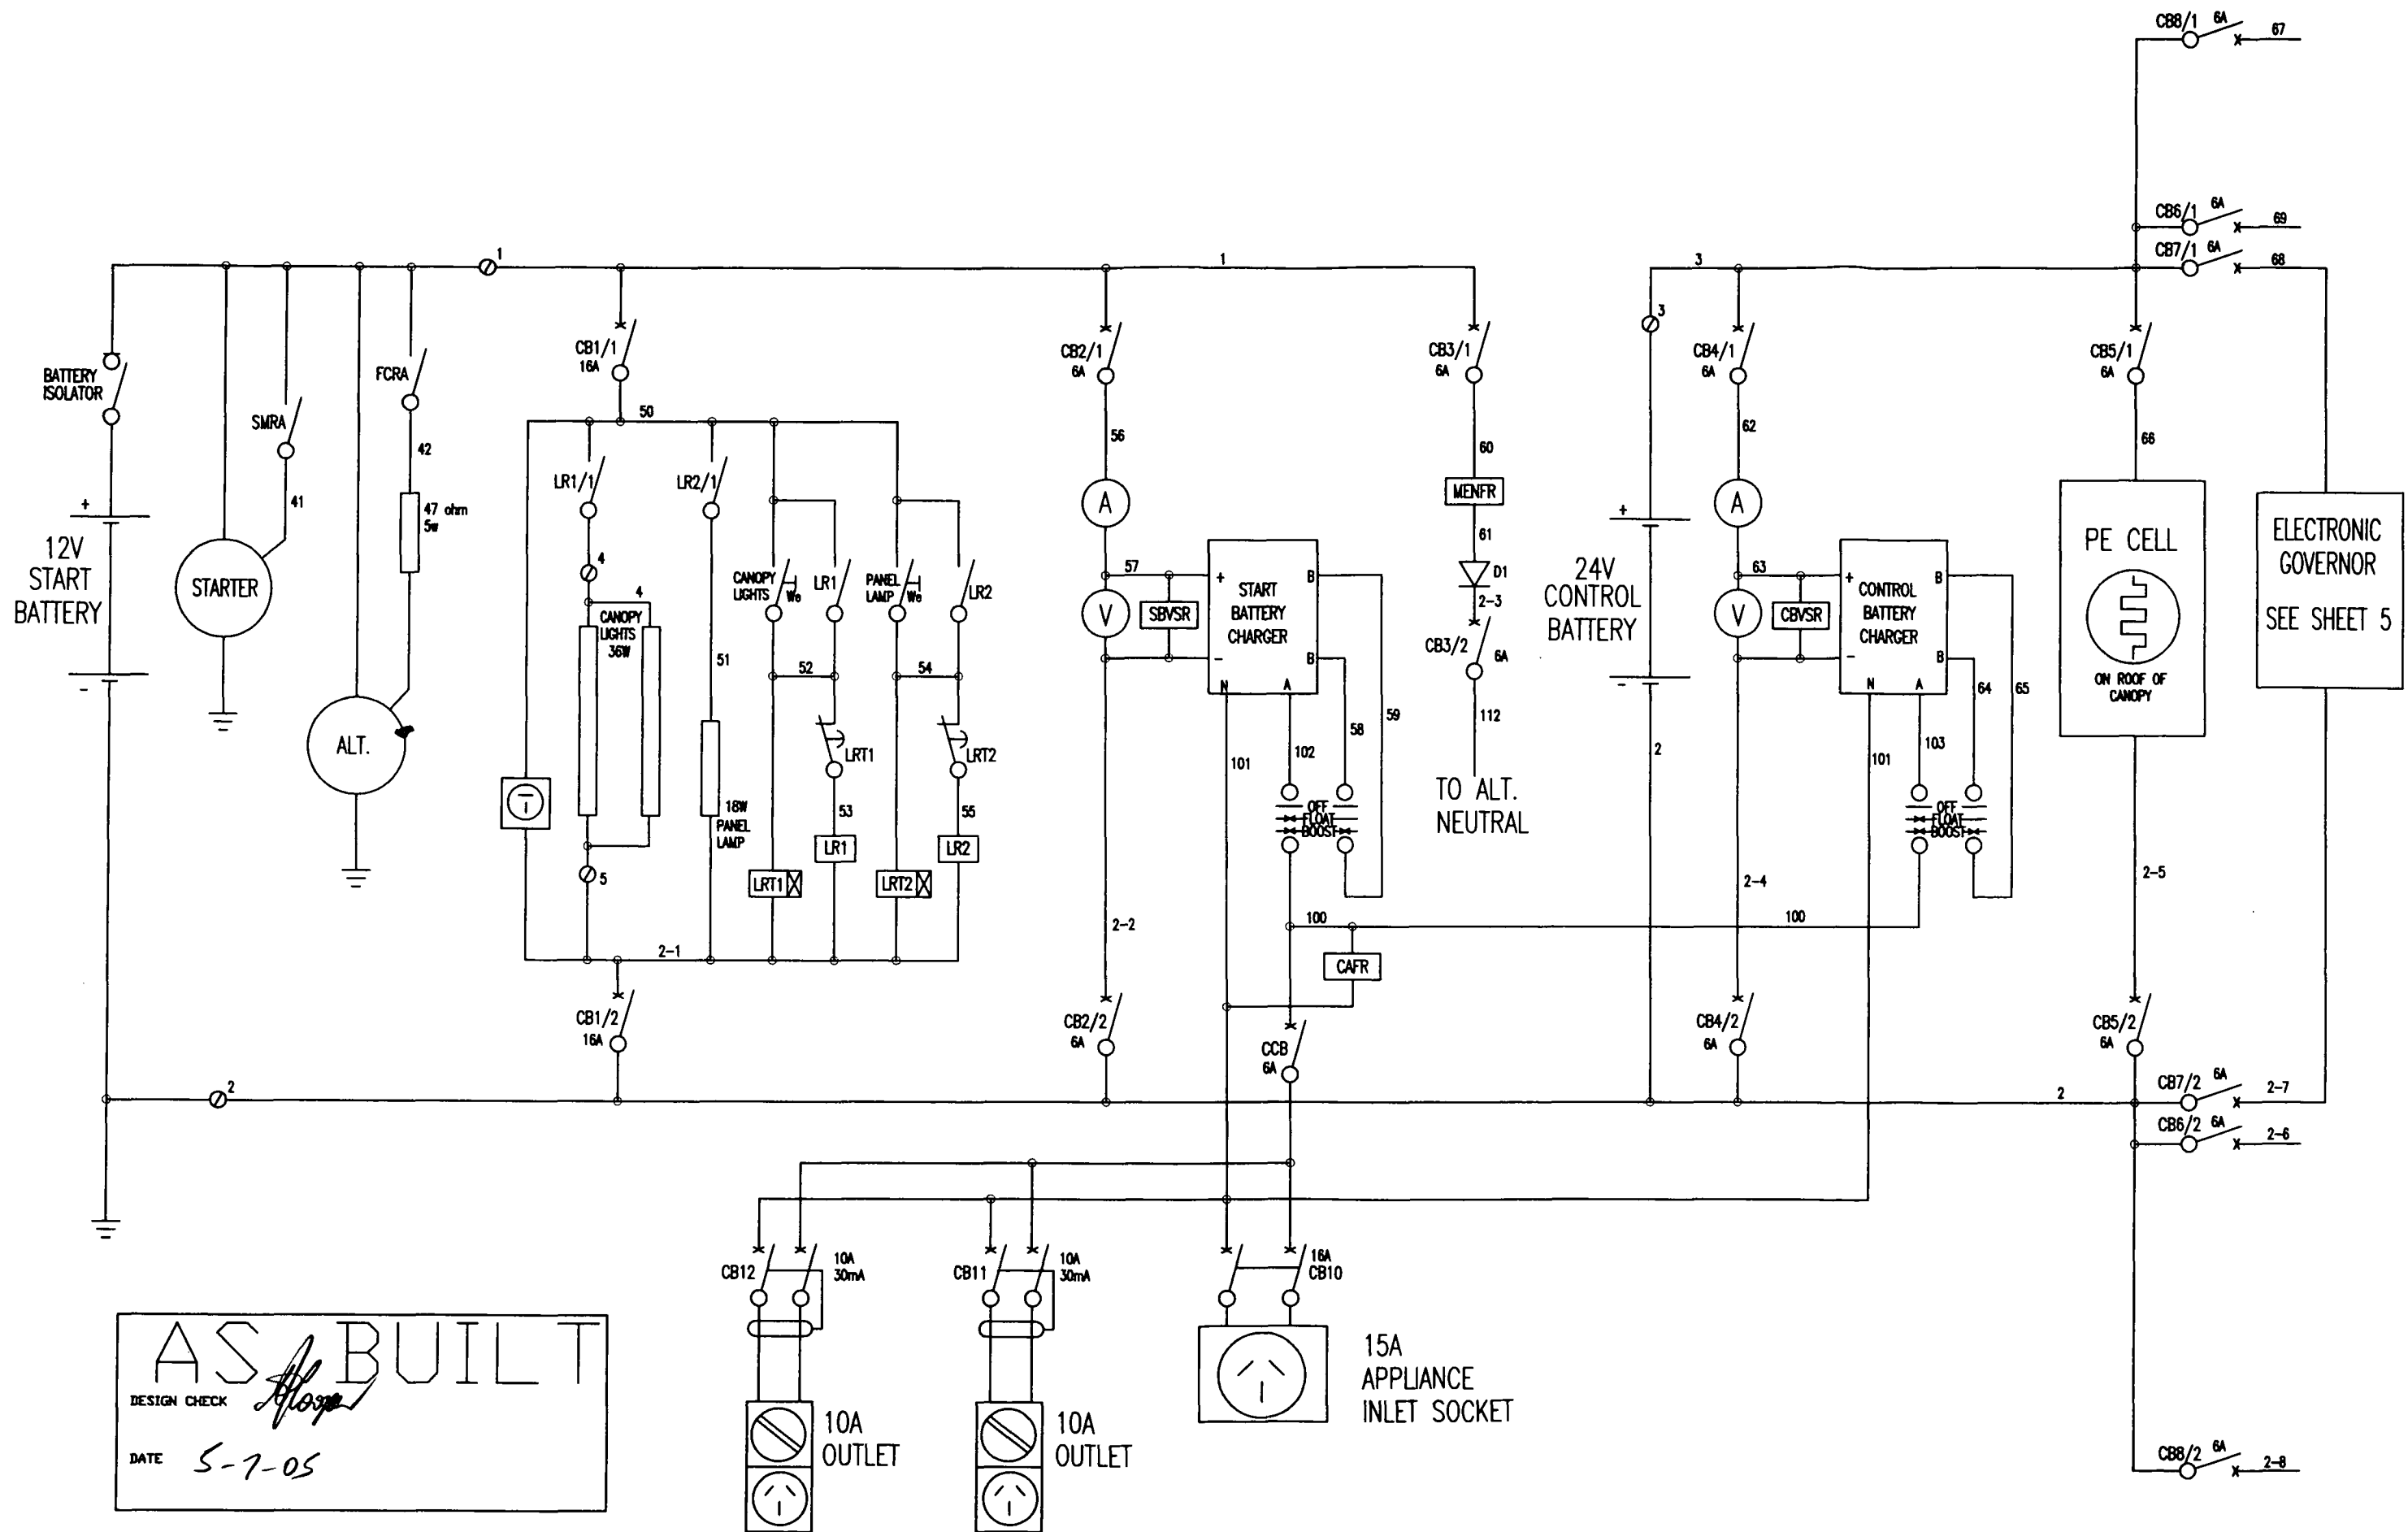 CB8/1 6A 67
CB6/1 6A 69
CB7/1 6A 68
1
1
3
3
BATTERY
ISOLATOR
FCRA
SMRA
42
41
47 ohm
5w
+
12V
START
BATTERY
-
STARTER
ALT.
CB1/1
16A
50
LR1/1
LR2/1
4
4
CANOPY
LIGHTS
36W
51
18W
PANEL
LAMP
5
CANOPY
LIGHTS
We
LR1
PANEL
LAMP
We
LR2
52
54
LRT1
LRT2
53
55
LR1
LR2
LRT1
LRT2
2-1
CB1/2
16A
CB2/1
6A
56
A
57
V
SBVSR
+
-
START
BATTERY
CHARGER
B
B
N
A
101
102
58
59
OFF
FLOAT
BOOST
2-2
CB2/2
6A
100
100
CAFR
CCB
6A
CB3/1
6A
60
MENFR
61
D1
2-3
CB3/2
6A
112
TO ALT.
NEUTRAL
+
24V
CONTROL
BATTERY
-
2
CB4/1
6A
62
A
63
V
CBVSR
+
-
CONTROL
BATTERY
CHARGER
B
B
N
A
101
103
64
65
OFF
FLOAT
BOOST
2-4
CB4/2
6A
CB5/1
6A
66
PE CELL
ON ROOF OF
CANOPY
2-5
CB5/2
6A
ELECTRONIC
GOVERNOR
SEE SHEET 5
2
2
CB7/2 6A 2-7
CB6/2 6A 2-6
CB8/2 6A 2-8
CB12
10A
30mA
CB11
10A
30mA
16A
CB10
10A
OUTLET
10A
OUTLET
15A
APPLIANCE
INLET SOCKET
AS BUILT
DESIGN CHECK
DATE 5-7-05